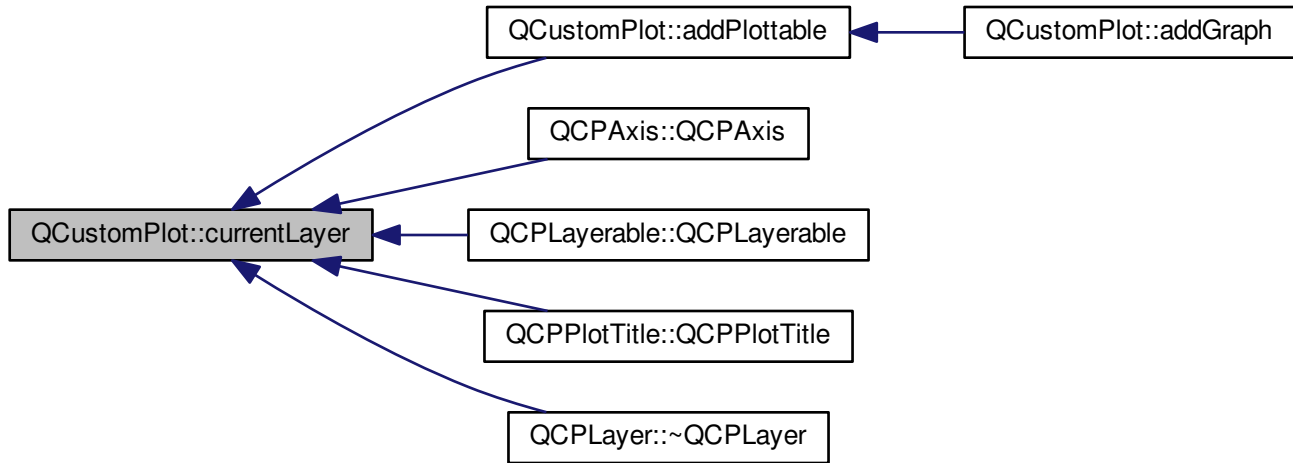 QCustomPlot::addPlottable
QCustomPlot::addGraph
QCPAxis::QCPAxis
QCustomPlot::currentLayer
QCPLayerable::QCPLayerable
QCPPlotTitle::QCPPlotTitle
QCPLayer::~QCPLayer